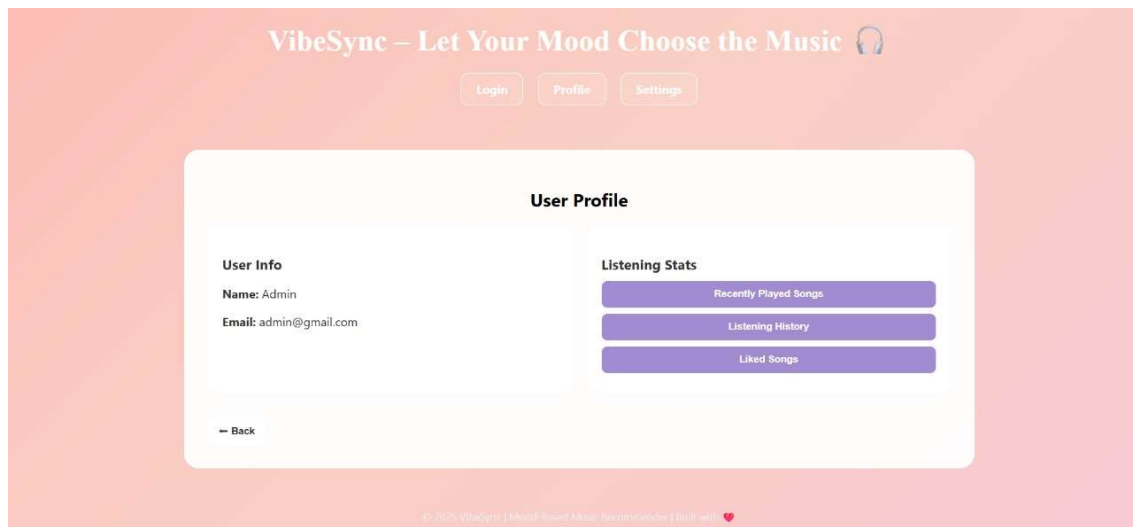 VibeSync – Let Your Mood Choose the Music 🎧
Login Profile Settings
User Profile
User Info
Name: Admin
Email: admin@gmail.com
Listening Stats
Recently Played Songs
Listening History
Liked Songs
← Back
© 2025 VibeSync | Mood-Based Music Recommender | Built with ❤️